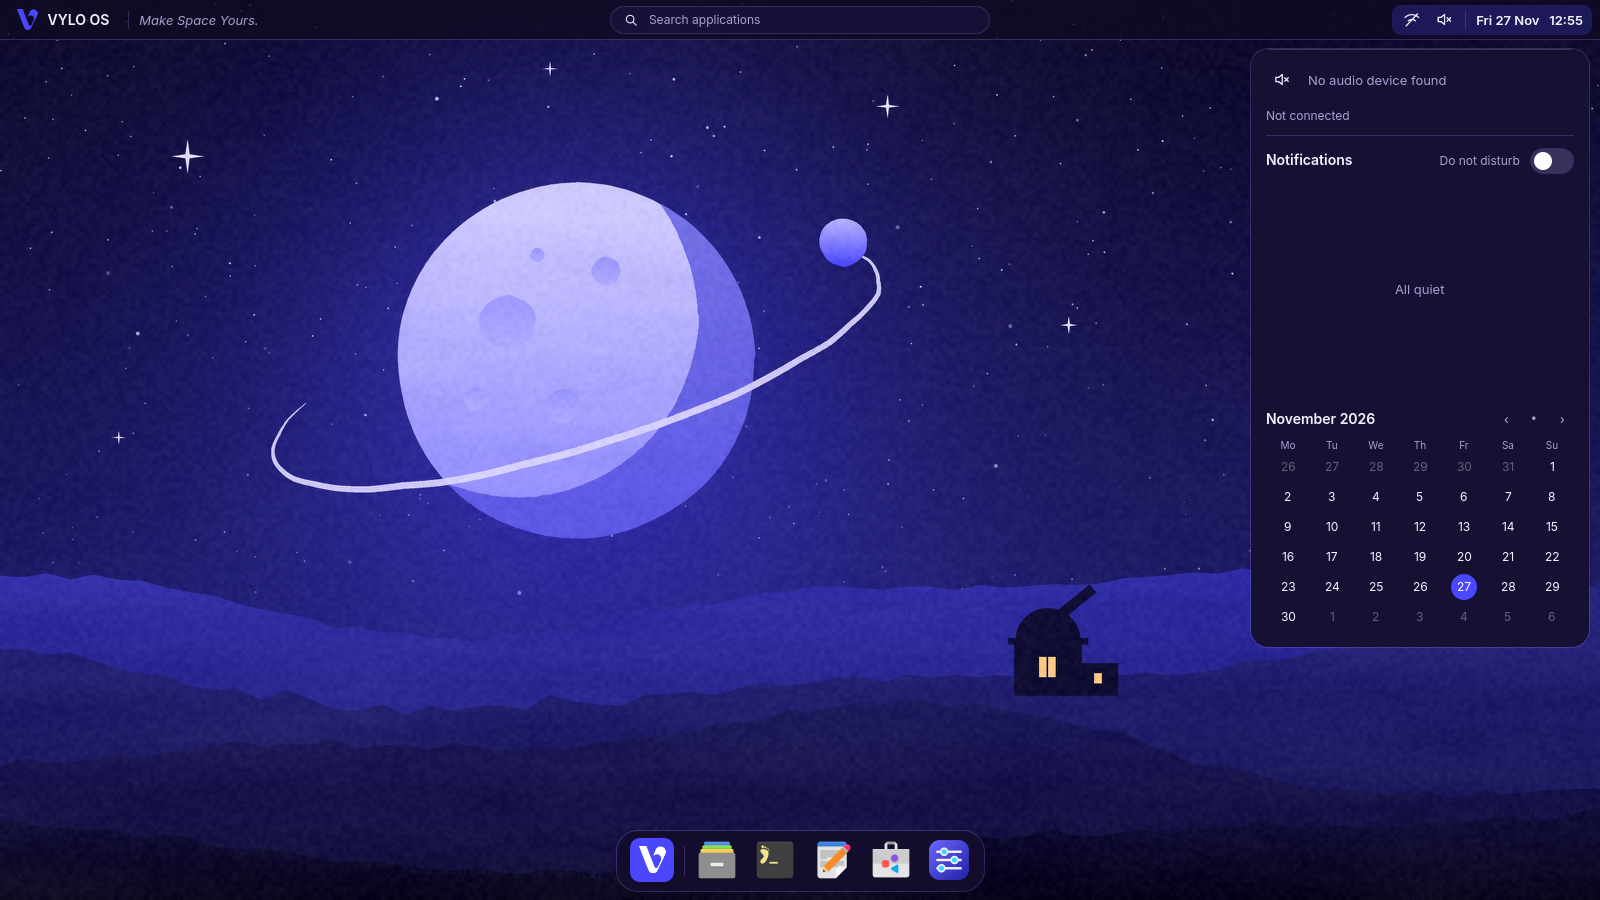 VYLO OS
Make Space Yours.
Search applications
Fri 27 Nov 12:55
No audio device found
Not connected
Notifications
Do not disturb
All quiet
November 2026
Mo Tu We Th Fr Sa Su
26 27 28 29 30 31 1
2 3 4 5 6 7 8
9 10 11 12 13 14 15
16 17 18 19 20 21 22
23 24 25 26 27 28 29
30 1 2 3 4 5 6